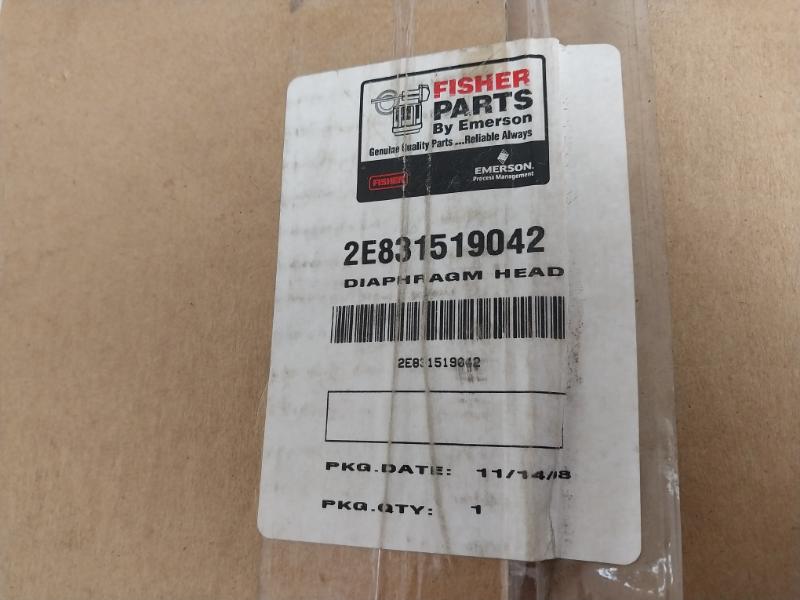 FISHER
PARTS
By Emerson
Genuine Quality Parts ...Reliable Always
FISHER
EMERSON
Process Management
2E831519042
DIAPHRAGM HEAD
2E831519042
PKG.DATE: 11/14/
PKG.QTY: 1